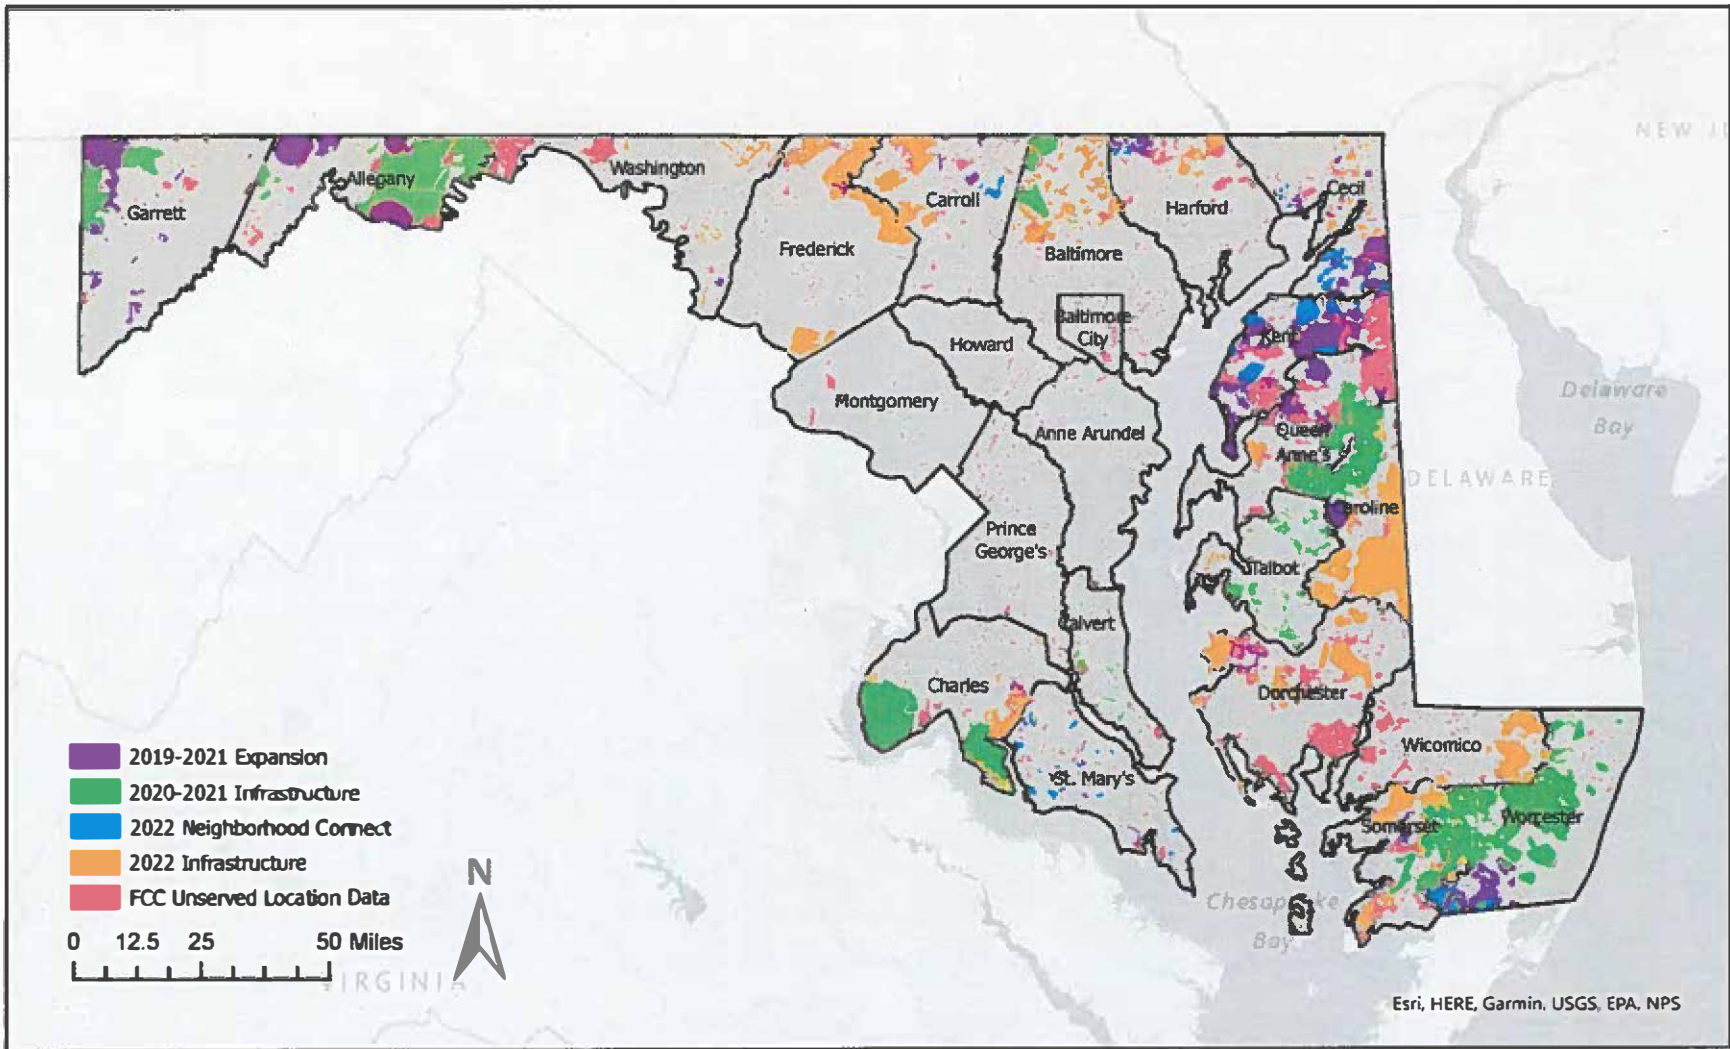 NEW JE
Washington
Allegany
Cecil
Garrett
Carroll
Harford
Frederick
Baltimore
Baltimore
City
Kent
Howard
Delaware
Bay
Montgomery
Anne Arundel
Queen
Anne's
DELAWARE
Caroline
Prince
George's
Talbot
Calvert
Charles
Dorchester
Wicomico
St. Mary's
Somerset
Worcester
2019-2021 Expansion
2020-2021 Infrastructure
2022 Neighborhood Connect
2022 Infrastructure
FCC Unserved Location Data
N
0 12.5 25 50 Miles
Chesapeake
Bay
VIRGINIA
Esri, HERE, Garmin, USGS, EPA, NPS